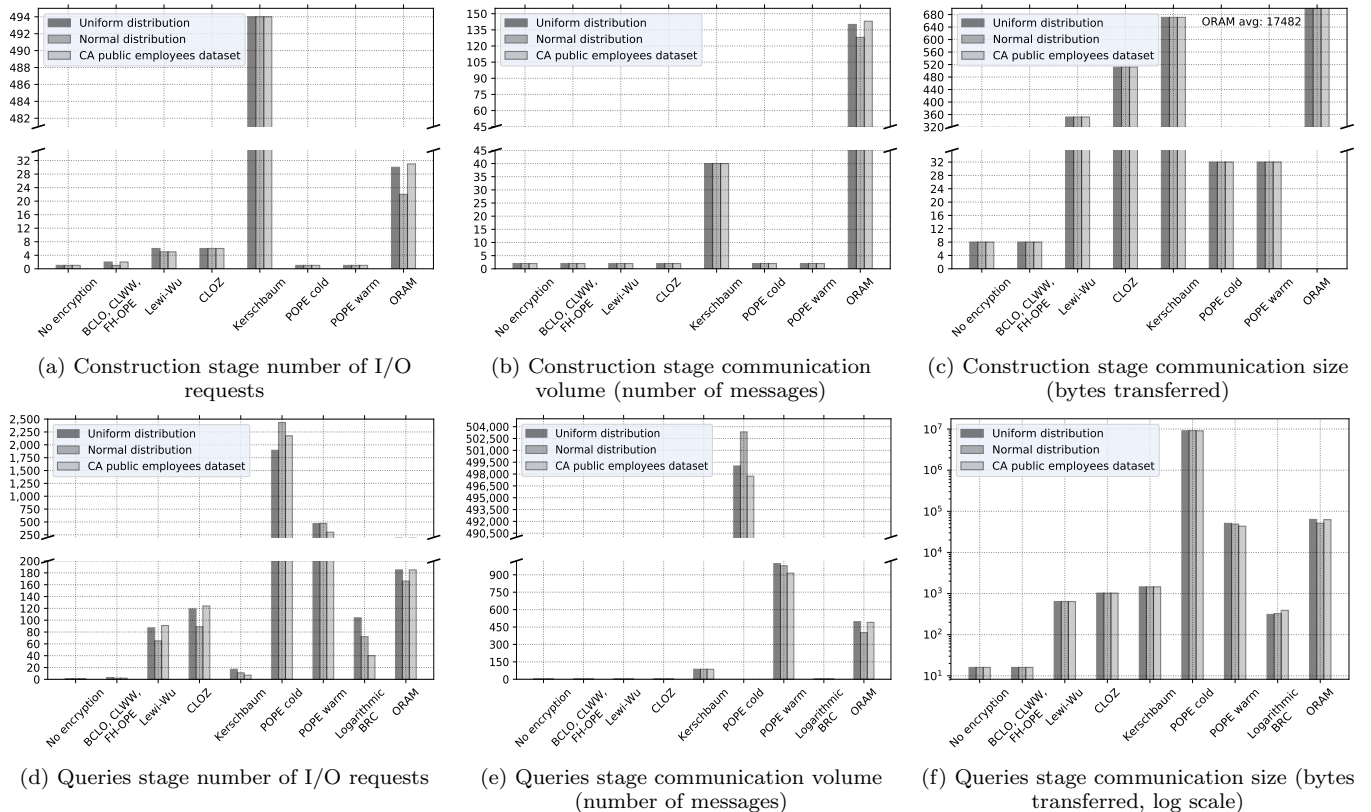 Uniform distribution
Normal distribution
CA public employees dataset
494
492
490
488
486
484
482
32
28
24
20
16
12
8
4
0
No encryption
BCLO, CLWW,
FH-OPE
Lewi-Wu
CLOZ
Kerschbaum
POPE cold
POPE warm
ORAM
(a) Construction stage number of I/O
requests
Uniform distribution
Normal distribution
CA public employees dataset
150
135
120
105
90
75
60
45
45
40
35
30
25
20
15
10
5
0
No encryption
BCLO, CLWW,
FH-OPE
Lewi-Wu
CLOZ
Kerschbaum
POPE cold
POPE warm
ORAM
(b) Construction stage communication
volume (number of messages)
Uniform distribution
Normal distribution
CA public employees dataset
ORAM avg: 17482
680
640
600
560
520
480
440
400
360
320
32
28
24
20
16
12
8
4
0
No encryption
BCLO, CLWW,
FH-OPE
Lewi-Wu
CLOZ
Kerschbaum
POPE cold
POPE warm
ORAM
(c) Construction stage communication size
(bytes transferred)
Uniform distribution
Normal distribution
CA public employees dataset
2,500
2,250
2,000
1,750
1,500
1,250
1,000
750
500
250
200
180
160
140
120
100
80
60
40
20
0
No encryption
BCLO, CLWW,
FH-OPE
Lewi-Wu
CLOZ
Kerschbaum
POPE cold
POPE warm
Logarithmic
BRC
ORAM
(d) Queries stage number of I/O requests
Uniform distribution
Normal distribution
CA public employees dataset
504,000
502,500
501,000
499,500
498,000
496,500
495,000
493,500
492,000
490,500
900
750
600
450
300
150
0
No encryption
BCLO, CLWW,
FH-OPE
Lewi-Wu
CLOZ
Kerschbaum
POPE cold
POPE warm
Logarithmic
BRC
ORAM
(e) Queries stage communication volume
(number of messages)
Uniform distribution
Normal distribution
CA public employees dataset
10⁷
10⁶
10⁵
10⁴
10³
10²
10¹
No encryption
BCLO, CLWW,
FH-OPE
Lewi-Wu
CLOZ
Kerschbaum
POPE cold
POPE warm
Logarithmic
BRC
ORAM
(f) Queries stage communication size (bytes
transferred, log scale)